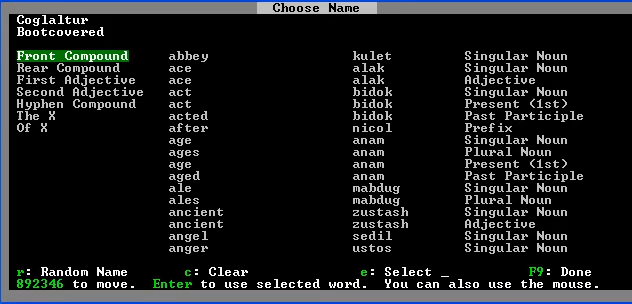 Choose Name
Coglaltur
Bootcovered
Front Compound abbey kulet Singular Noun
Rear Compound ace alak Singular Noun
First Adjective ace alak Adjective
Second Adjective act bidok Singular Noun
Hyphen Compound act bidok Present (1st)
The X acted bidok Past Participle
Of X after nicol Prefix
age anam Singular Noun
ages anam Plural Noun
age anam Present (1st)
aged anam Past Participle
ale mabdug Singular Noun
ales mabdug Plural Noun
ancient zustash Singular Noun
ancient zustash Adjective
angel sedil Singular Noun
anger ustos Singular Noun
r: Random Name c: Clear e: Select _ F9: Done
892346 to move. Enter to use selected word. You can also use the mouse.